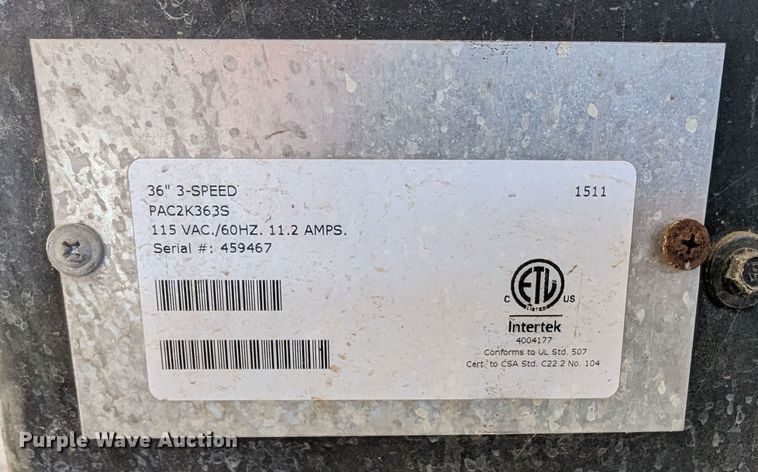 36" 3-SPEED
1511
PAC2K363S
115 VAC./60HZ. 11.2 AMPS.
Serial #: 459467
ETL
LISTED
C US
Intertek
4004177
Conforms to UL Std. 507
Cert. to CSA Std. C22.2 No. 104
Purple Wave Auction